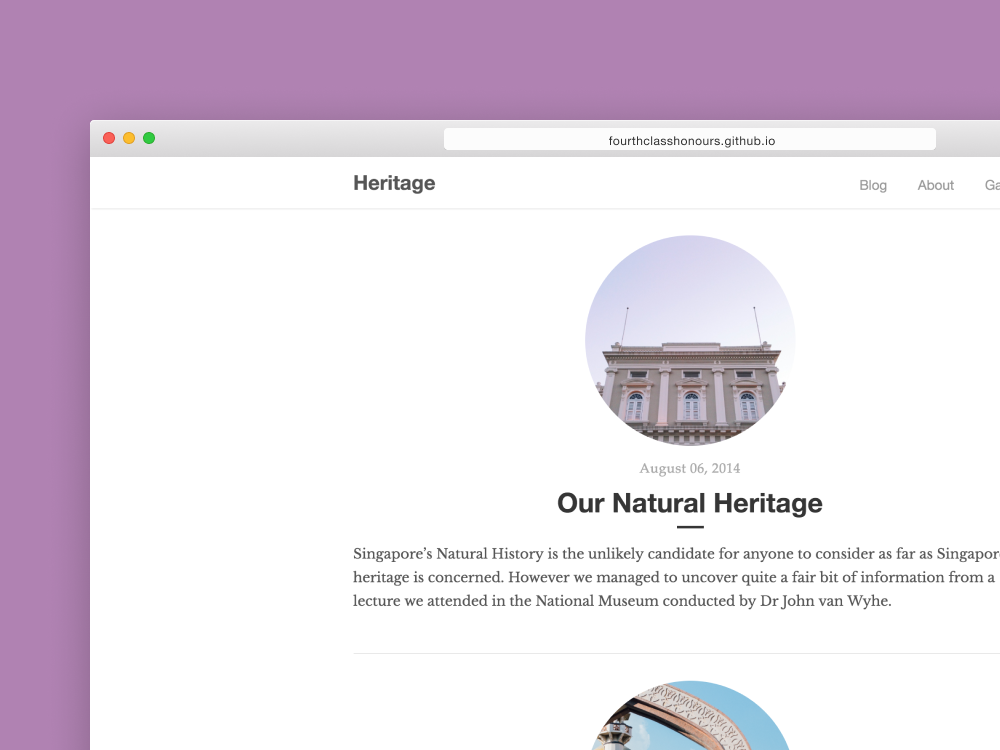 fourthclasshonours.github.io
Heritage
Blog About
August 06, 2014
Our Natural Heritage
Singapore’s Natural History is the unlikely candidate for anyone to consider as far as
heritage is concerned. However we managed to uncover quite a fair bit of information from a
lecture we attended in the National Museum conducted by Dr John van Wyhe.